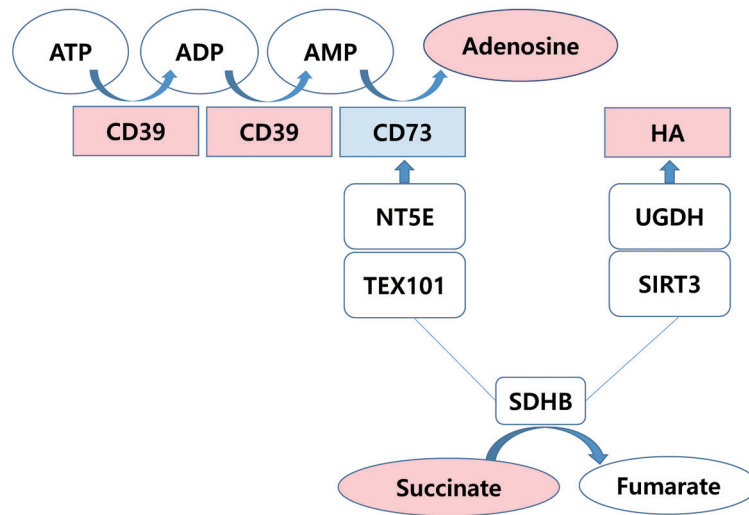 ATP
ADP
AMP
Adenosine
CD39
CD39
CD73
HA
NT5E
UGDH
TEX101
SIRT3
SDHB
Succinate
Fumarate